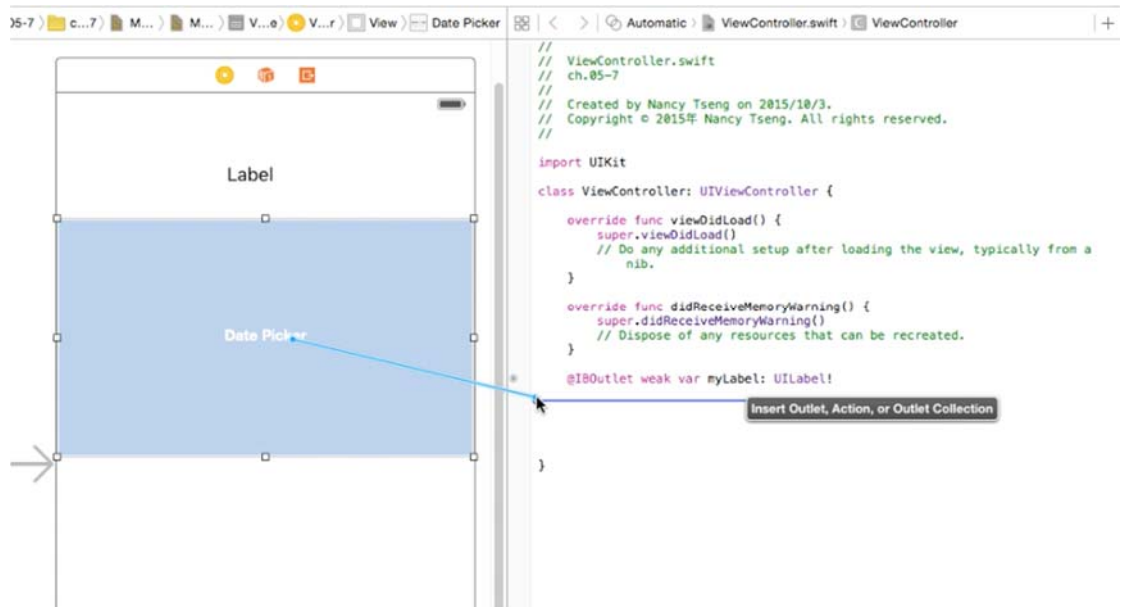 05-7 〉 c...7 〉 M... 〉 M... 〉 V...e 〉 V...r 〉 View 〉 Date Picker
Automatic 〉 ViewController.swift 〉 C ViewController
Label
Date Picker
//
//  ViewController.swift
//  ch.05-7
//
//  Created by Nancy Tseng on 2015/10/3.
//  Copyright © 2015年 Nancy Tseng. All rights reserved.
//
import UIKit
class ViewController: UIViewController {
    override func viewDidLoad() {
        super.viewDidLoad()
        // Do any additional setup after loading the view, typically from a
            nib.
    }
    override func didReceiveMemoryWarning() {
        super.didReceiveMemoryWarning()
        // Dispose of any resources that can be recreated.
    }
    @IBOutlet weak var myLabel: UILabel!
Insert Outlet, Action, or Outlet Collection
}